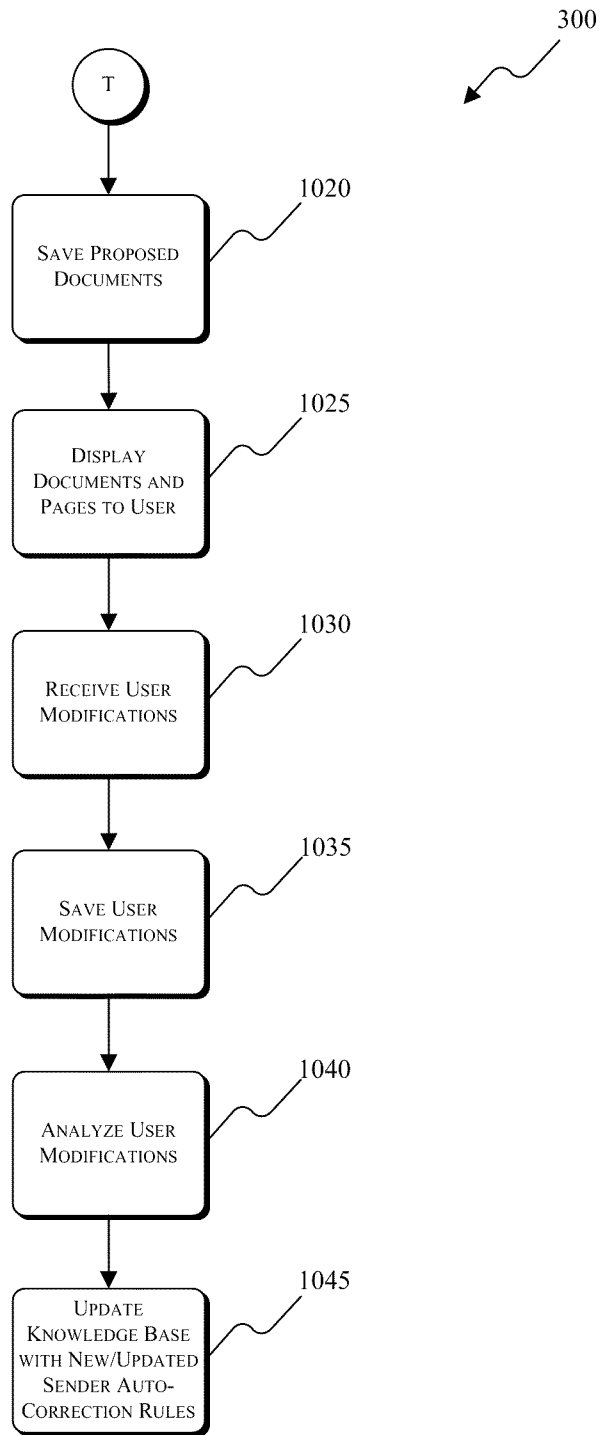 300
T
1020
SAVE PROPOSED
DOCUMENTS
1025
DISPLAY
DOCUMENTS AND
PAGES TO USER
1030
RECEIVE USER
MODIFICATIONS
1035
SAVE USER
MODIFICATIONS
1040
ANALYZE USER
MODIFICATIONS
1045
UPDATE
KNOWLEDGE BASE
WITH NEW/UPDATED
SENDER AUTO-
CORRECTION RULES